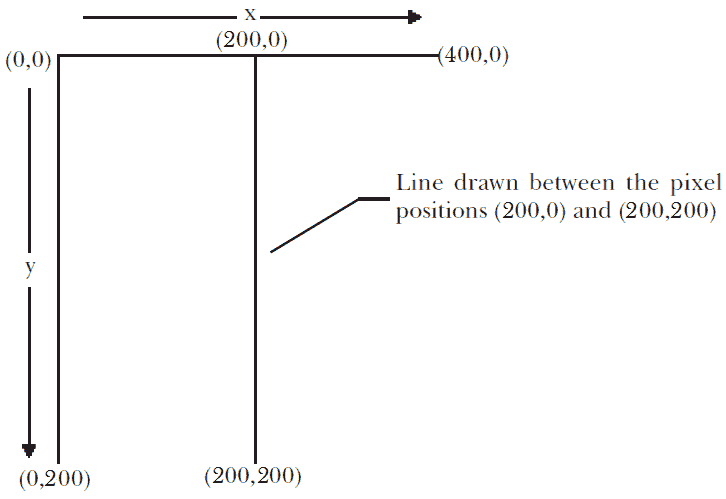 x
(200,0)
(0,0)
(400,0)
Line drawn between the pixel
positions (200,0) and (200,200)
y
(0,200)
(200,200)